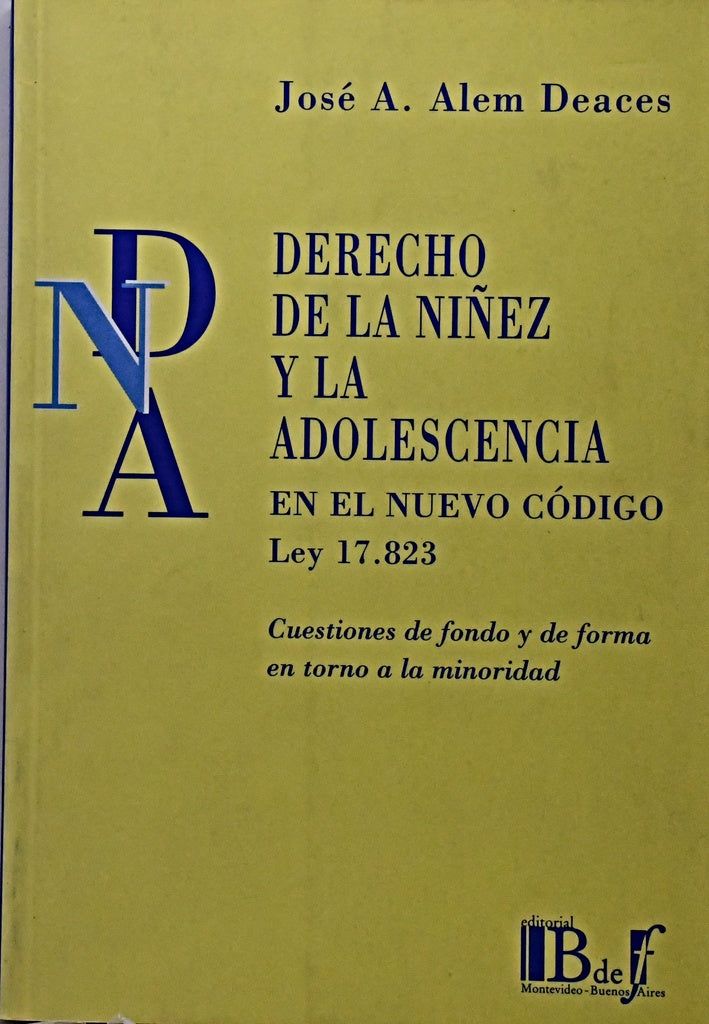 José A. Alem Deaces
D
N
A
DERECHO
DE LA NIÑEZ
Y LA
ADOLESCENCIA
EN EL NUEVO CÓDIGO
Ley 17.823
Cuestiones de fondo y de forma
en torno a la minoridad
editorial
B de f
Montevideo - Buenos Aires